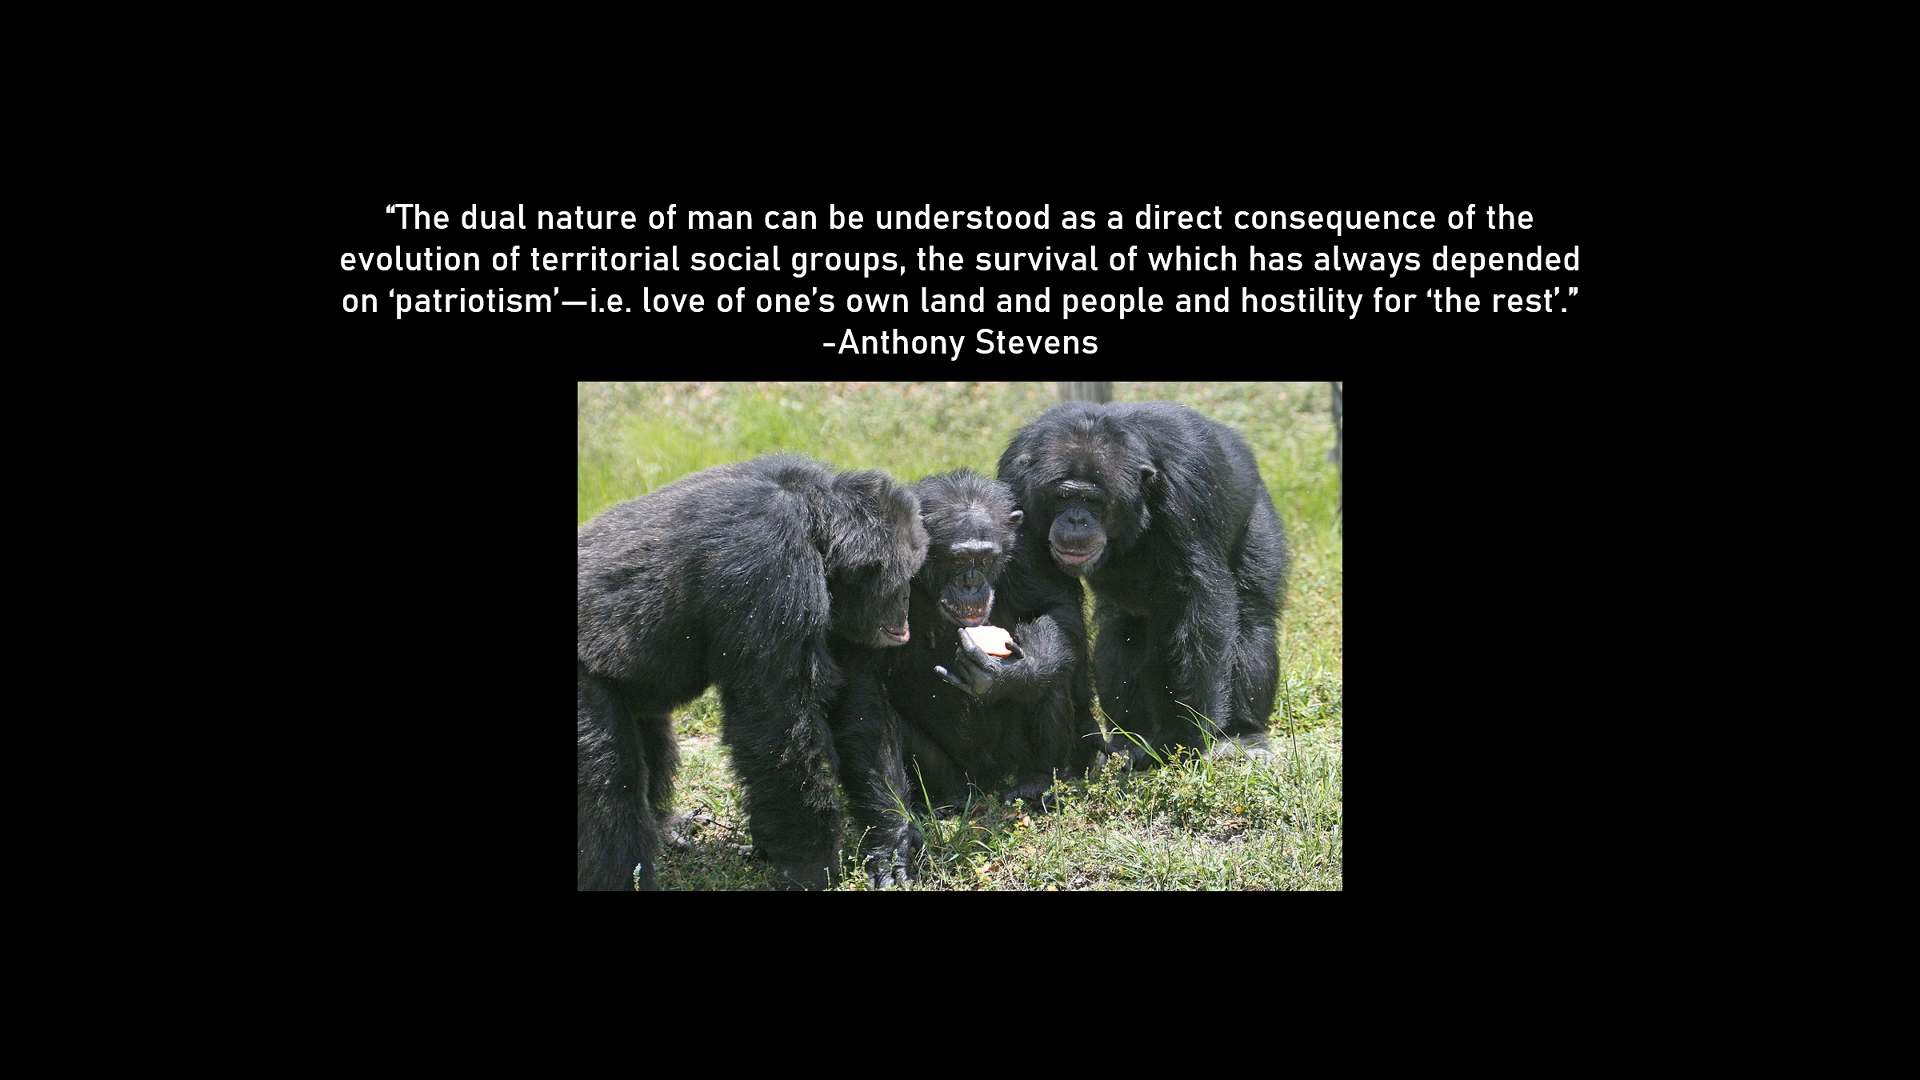 “The dual nature of man can be understood as a direct consequence of the
evolution of territorial social groups, the survival of which has always depended
on ‘patriotism’—i.e. love of one’s own land and people and hostility for ‘the rest’.”
-Anthony Stevens